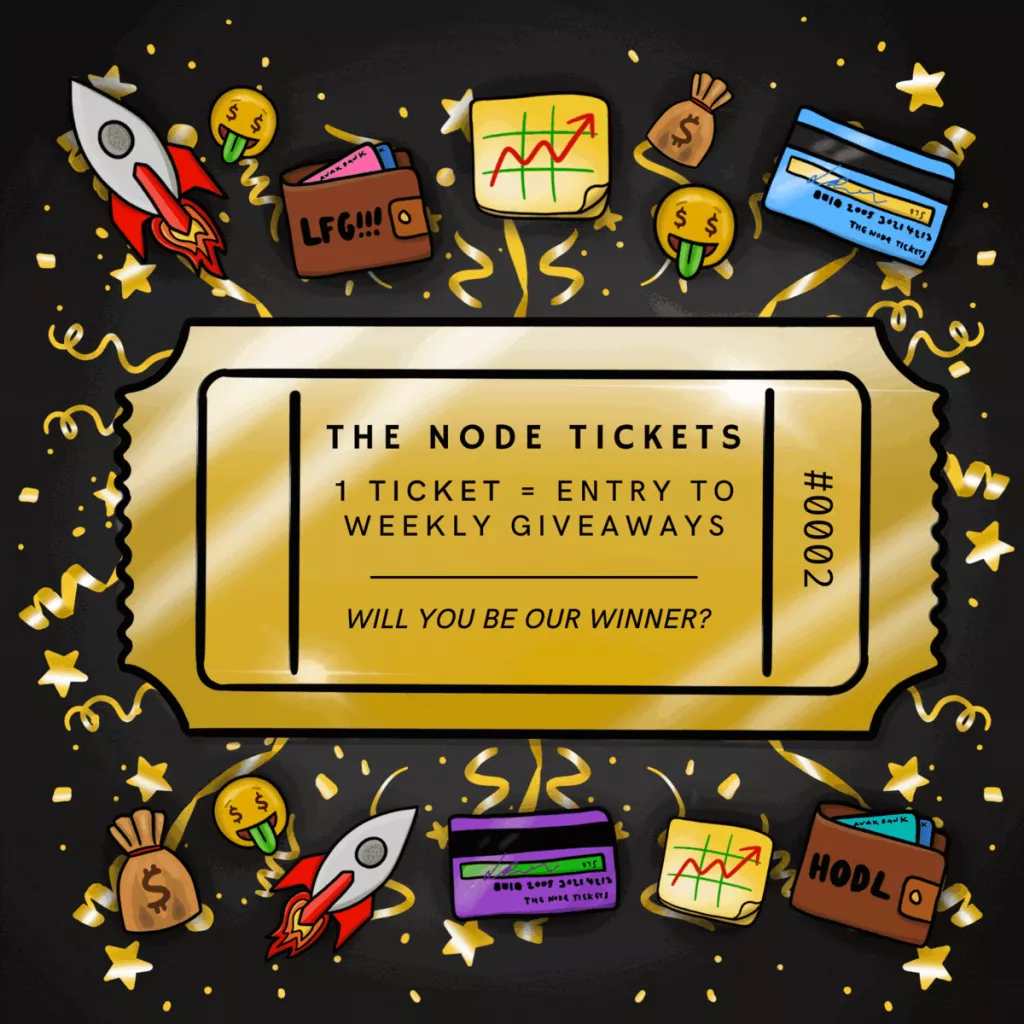 LFG!!!
THE NODE TICKETS
THE NODE TICKETS
1 TICKET = ENTRY TO
WEEKLY GIVEAWAYS
#0002
WILL YOU BE OUR WINNER?
THE NODE TICKETS
HODL